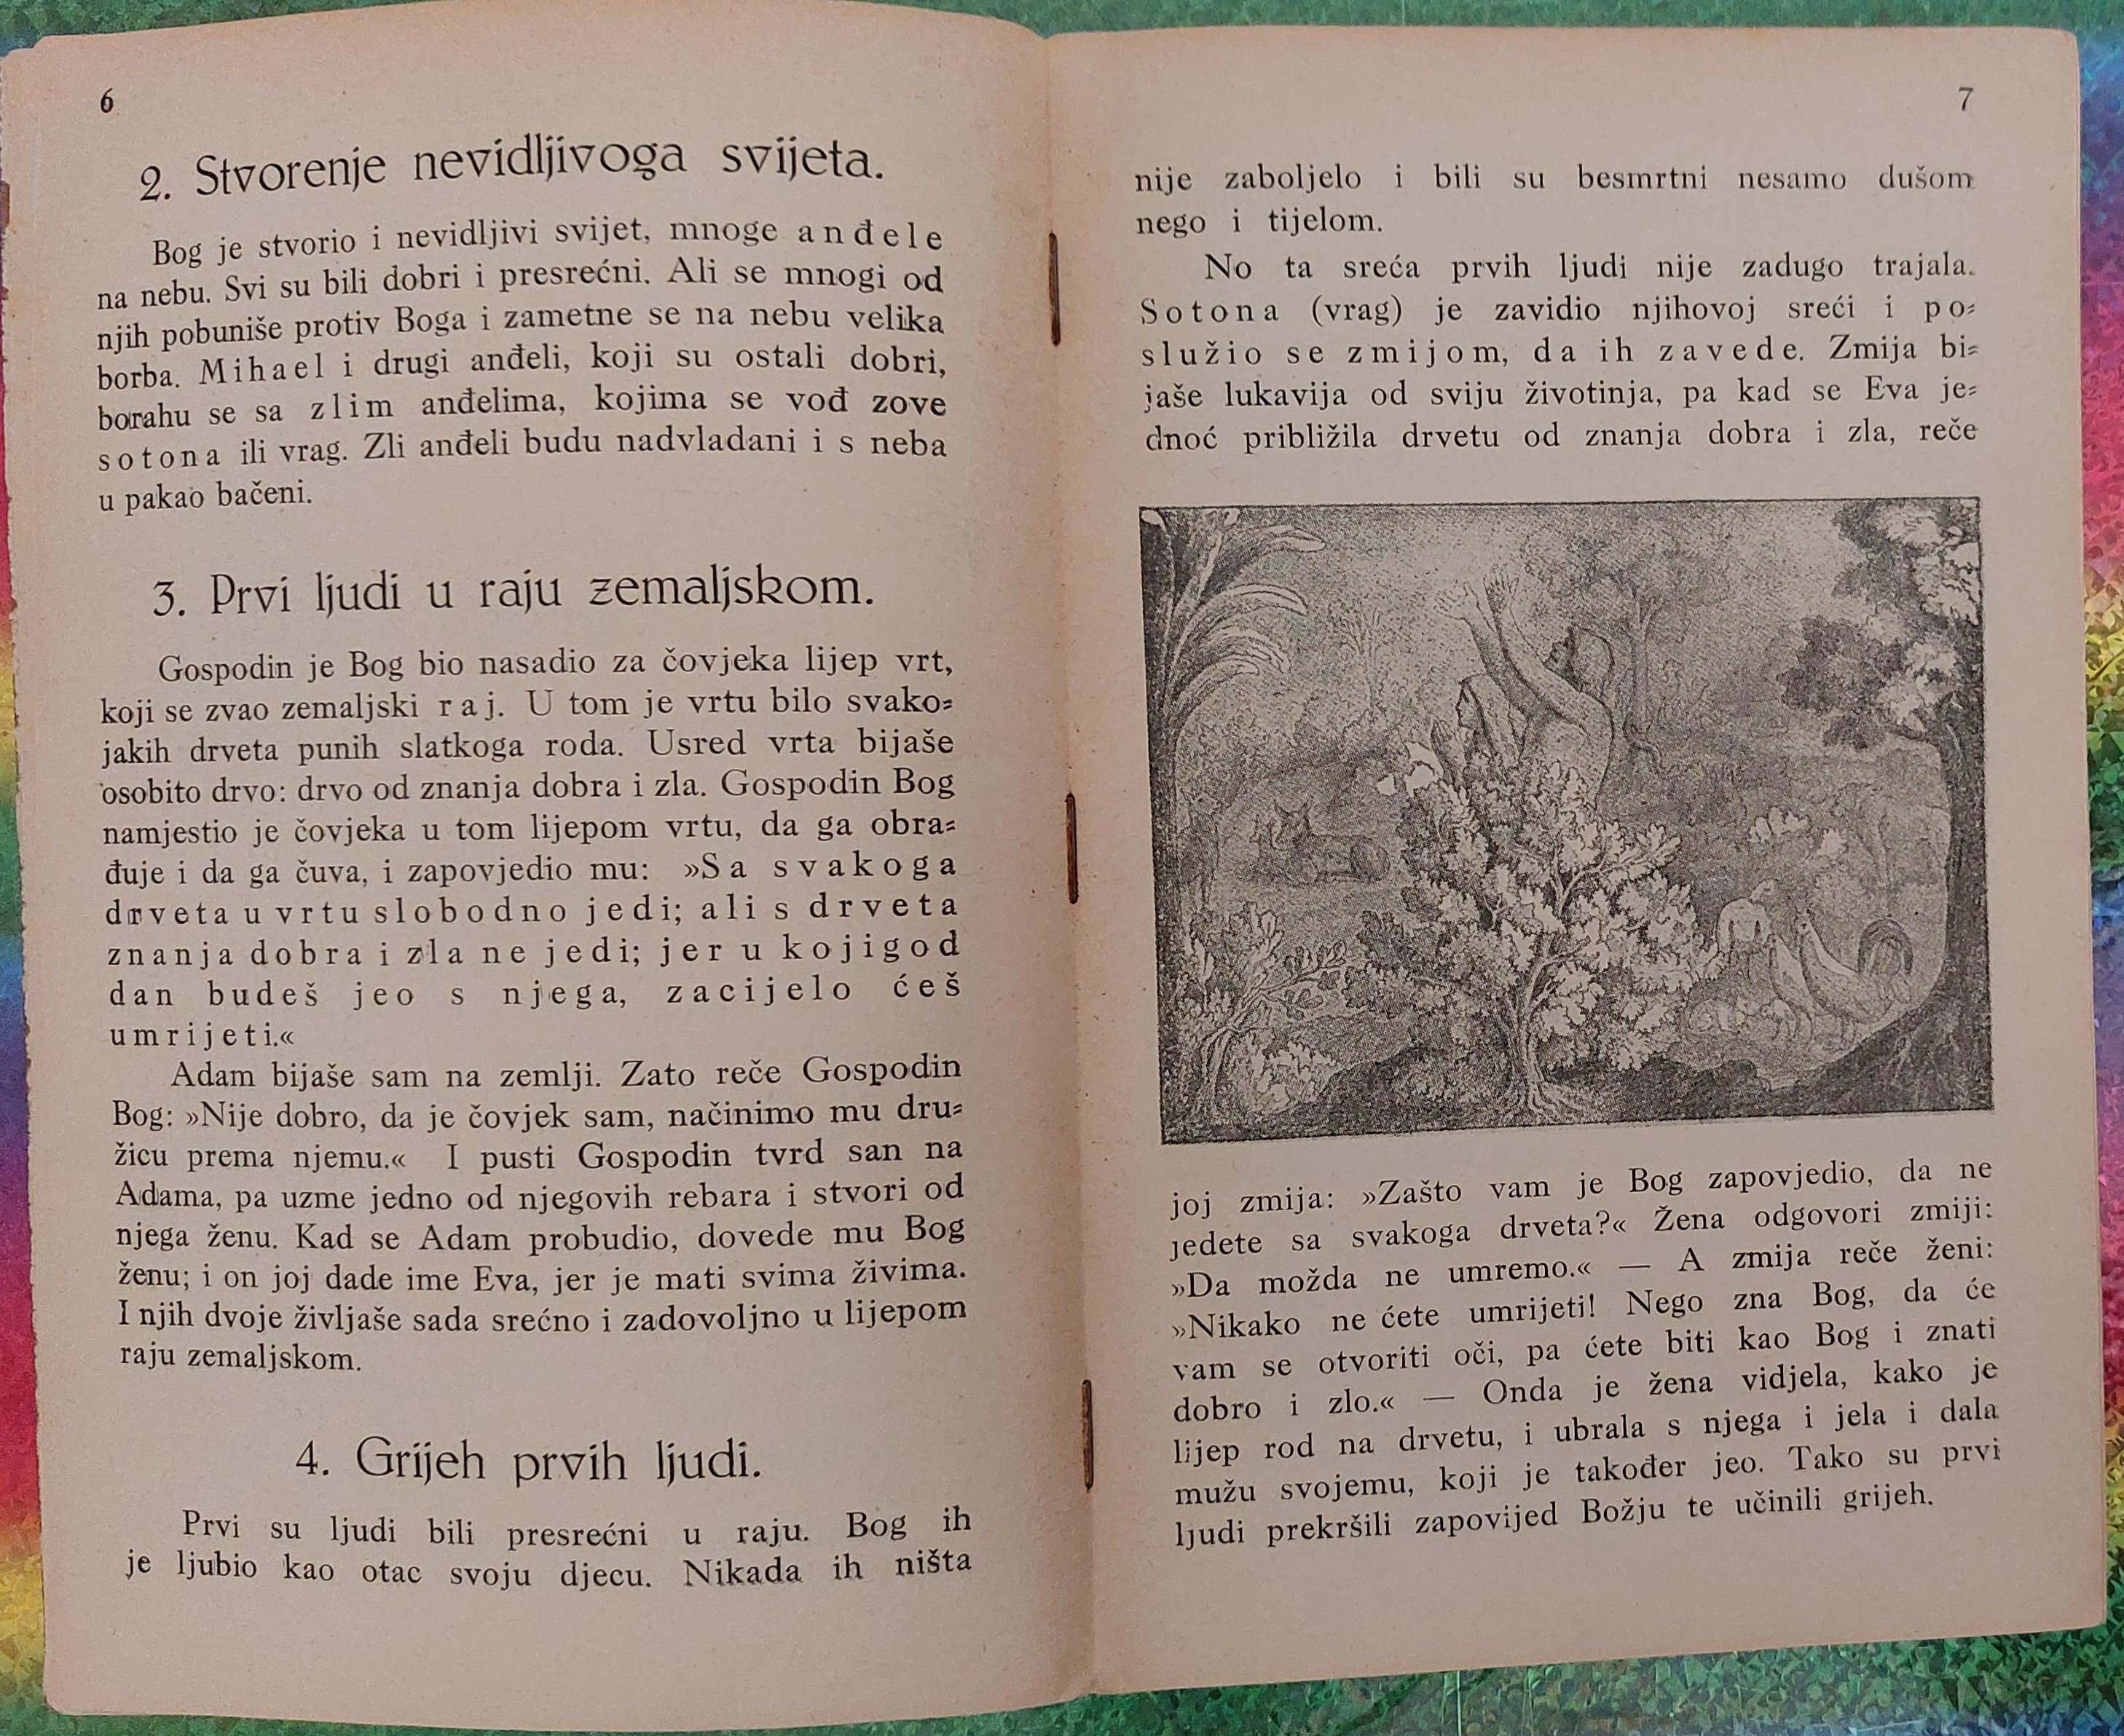 6
2. Stvorenje nevidljivoga svijeta.
Bog je stvorio i nevidljivi svijet, mnoge anđele
na nebu. Svi su bili dobri i presrećni. Ali se mnogi od
njih pobuniše protiv Boga i zametne se na nebu velika
borba. Mihael i drugi anđeli, koji su ostali dobri,
borahu se sa zlim anđelima, kojima se vođ zove
sotona ili vrag. Zli anđeli budu nadvladani i s neba
u pakao bačeni.
3. Prvi ljudi u raju zemaljskom.
Gospodin je Bog bio nasadio za čovjeka lijep vrt,
koji se zvao zemaljski raj. U tom je vrtu bilo svako-
jakih drveta punih slatkoga roda. Usred vrta bijaše
osobito drvo: drvo od znanja dobra i zla. Gospodin Bog
namjestio je čovjeka u tom lijepom vrtu, da ga obra-
đuje i da ga čuva, i zapovjedio mu: »Sa svakoga
drveta u vrtu slobodno jedi; ali s drveta
znanja dobra i zla ne jedi; jer u kojigod
dan budeš jeo s njega, zacijelo ćeš
umrijeti.«
Adam bijaše sam na zemlji. Zato reče Gospodin
Bog: »Nije dobro, da je čovjek sam, načinimo mu dru-
žicu prema njemu.« I pusti Gospodin tvrd san na
Adama, pa uzme jedno od njegovih rebara i stvori od
njega ženu. Kad se Adam probudio, dovede mu Bog
ženu; i on joj dade ime Eva, jer je mati svima živima.
I njih dvoje življaše sada srećno i zadovoljno u lijepom
raju zemaljskom.
4. Grijeh prvih ljudi.
Prvi su ljudi bili presrećni u raju. Bog ih
je ljubio kao otac svoju djecu. Nikada ih ništa
7
nije zaboljelo i bili su besmrtni nesamo dušom
nego i tijelom.
No ta sreća prvih ljudi nije zadugo trajala.
Sotona (vrag) je zavidio njihovoj sreći i po-
služio se zmijom, da ih zavede. Zmija bi-
jaše lukavija od sviju životinja, pa kad se Eva je-
dnoć približila drvetu od znanja dobra i zla, reče
joj zmija: »Zašto vam je Bog zapovjedio, da ne
jedete sa svakoga drveta?« Žena odgovori zmiji:
»Da možda ne umremo.« — A zmija reče ženi:
»Nikako ne ćete umrijeti! Nego zna Bog, da će
vam se otvoriti oči, pa ćete biti kao Bog i znati
dobro i zlo.« — Onda je žena vidjela, kako je
lijep rod na drvetu, i ubrala s njega i jela i dala
mužu svojemu, koji je također jeo. Tako su prvi
ljudi prekršili zapovijed Božju te učinili grijeh.